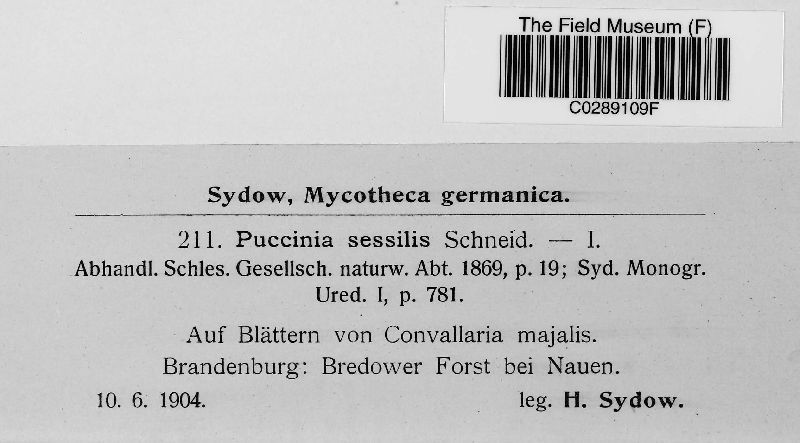 The Field Museum (F)
C0289109F
Sydow, Mycotheca germanica.
211. Puccinia sessilis Schneid. — I.
Abhandl. Schles. Gesellsch. naturw. Abt. 1869, p. 19; Syd. Monogr.
Ured. I, p. 781.
Auf Blättern von Convallaria majalis.
Brandenburg: Bredower Forst bei Nauen.
10. 6. 1904. leg. H. Sydow.